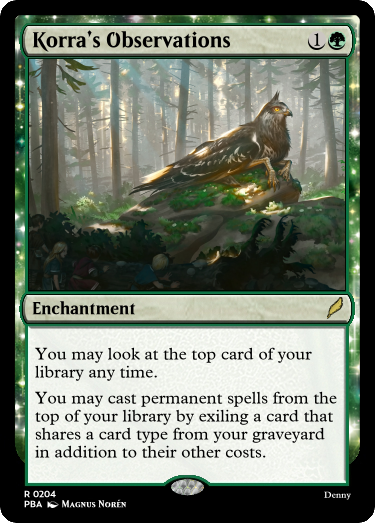 Korra's Observations 1
Enchantment
You may look at the top card of your
library any time.
You may cast permanent spells from the
top of your library by exiling a card that
shares a card type from your graveyard
in addition to their other costs.
R 0204
PBA Magnus Norén
Denny